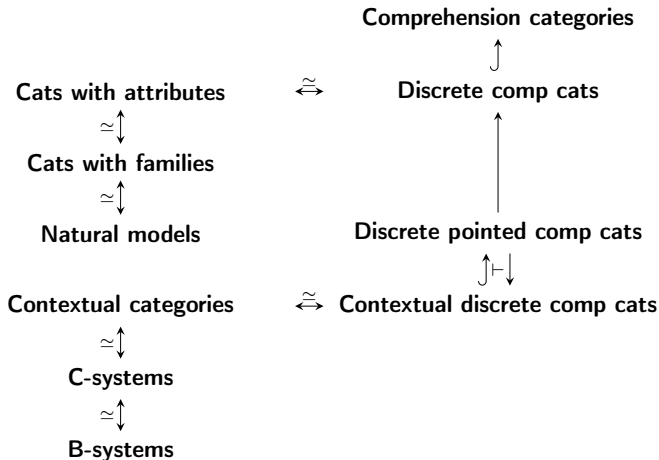 Comprehension categories
Cats with attributes ≃ Discrete comp cats
≃
Cats with families
≃
Natural models Discrete pointed comp cats
⊢
Contextual categories ≃ Contextual discrete comp cats
≃
C-systems
≃
B-systems